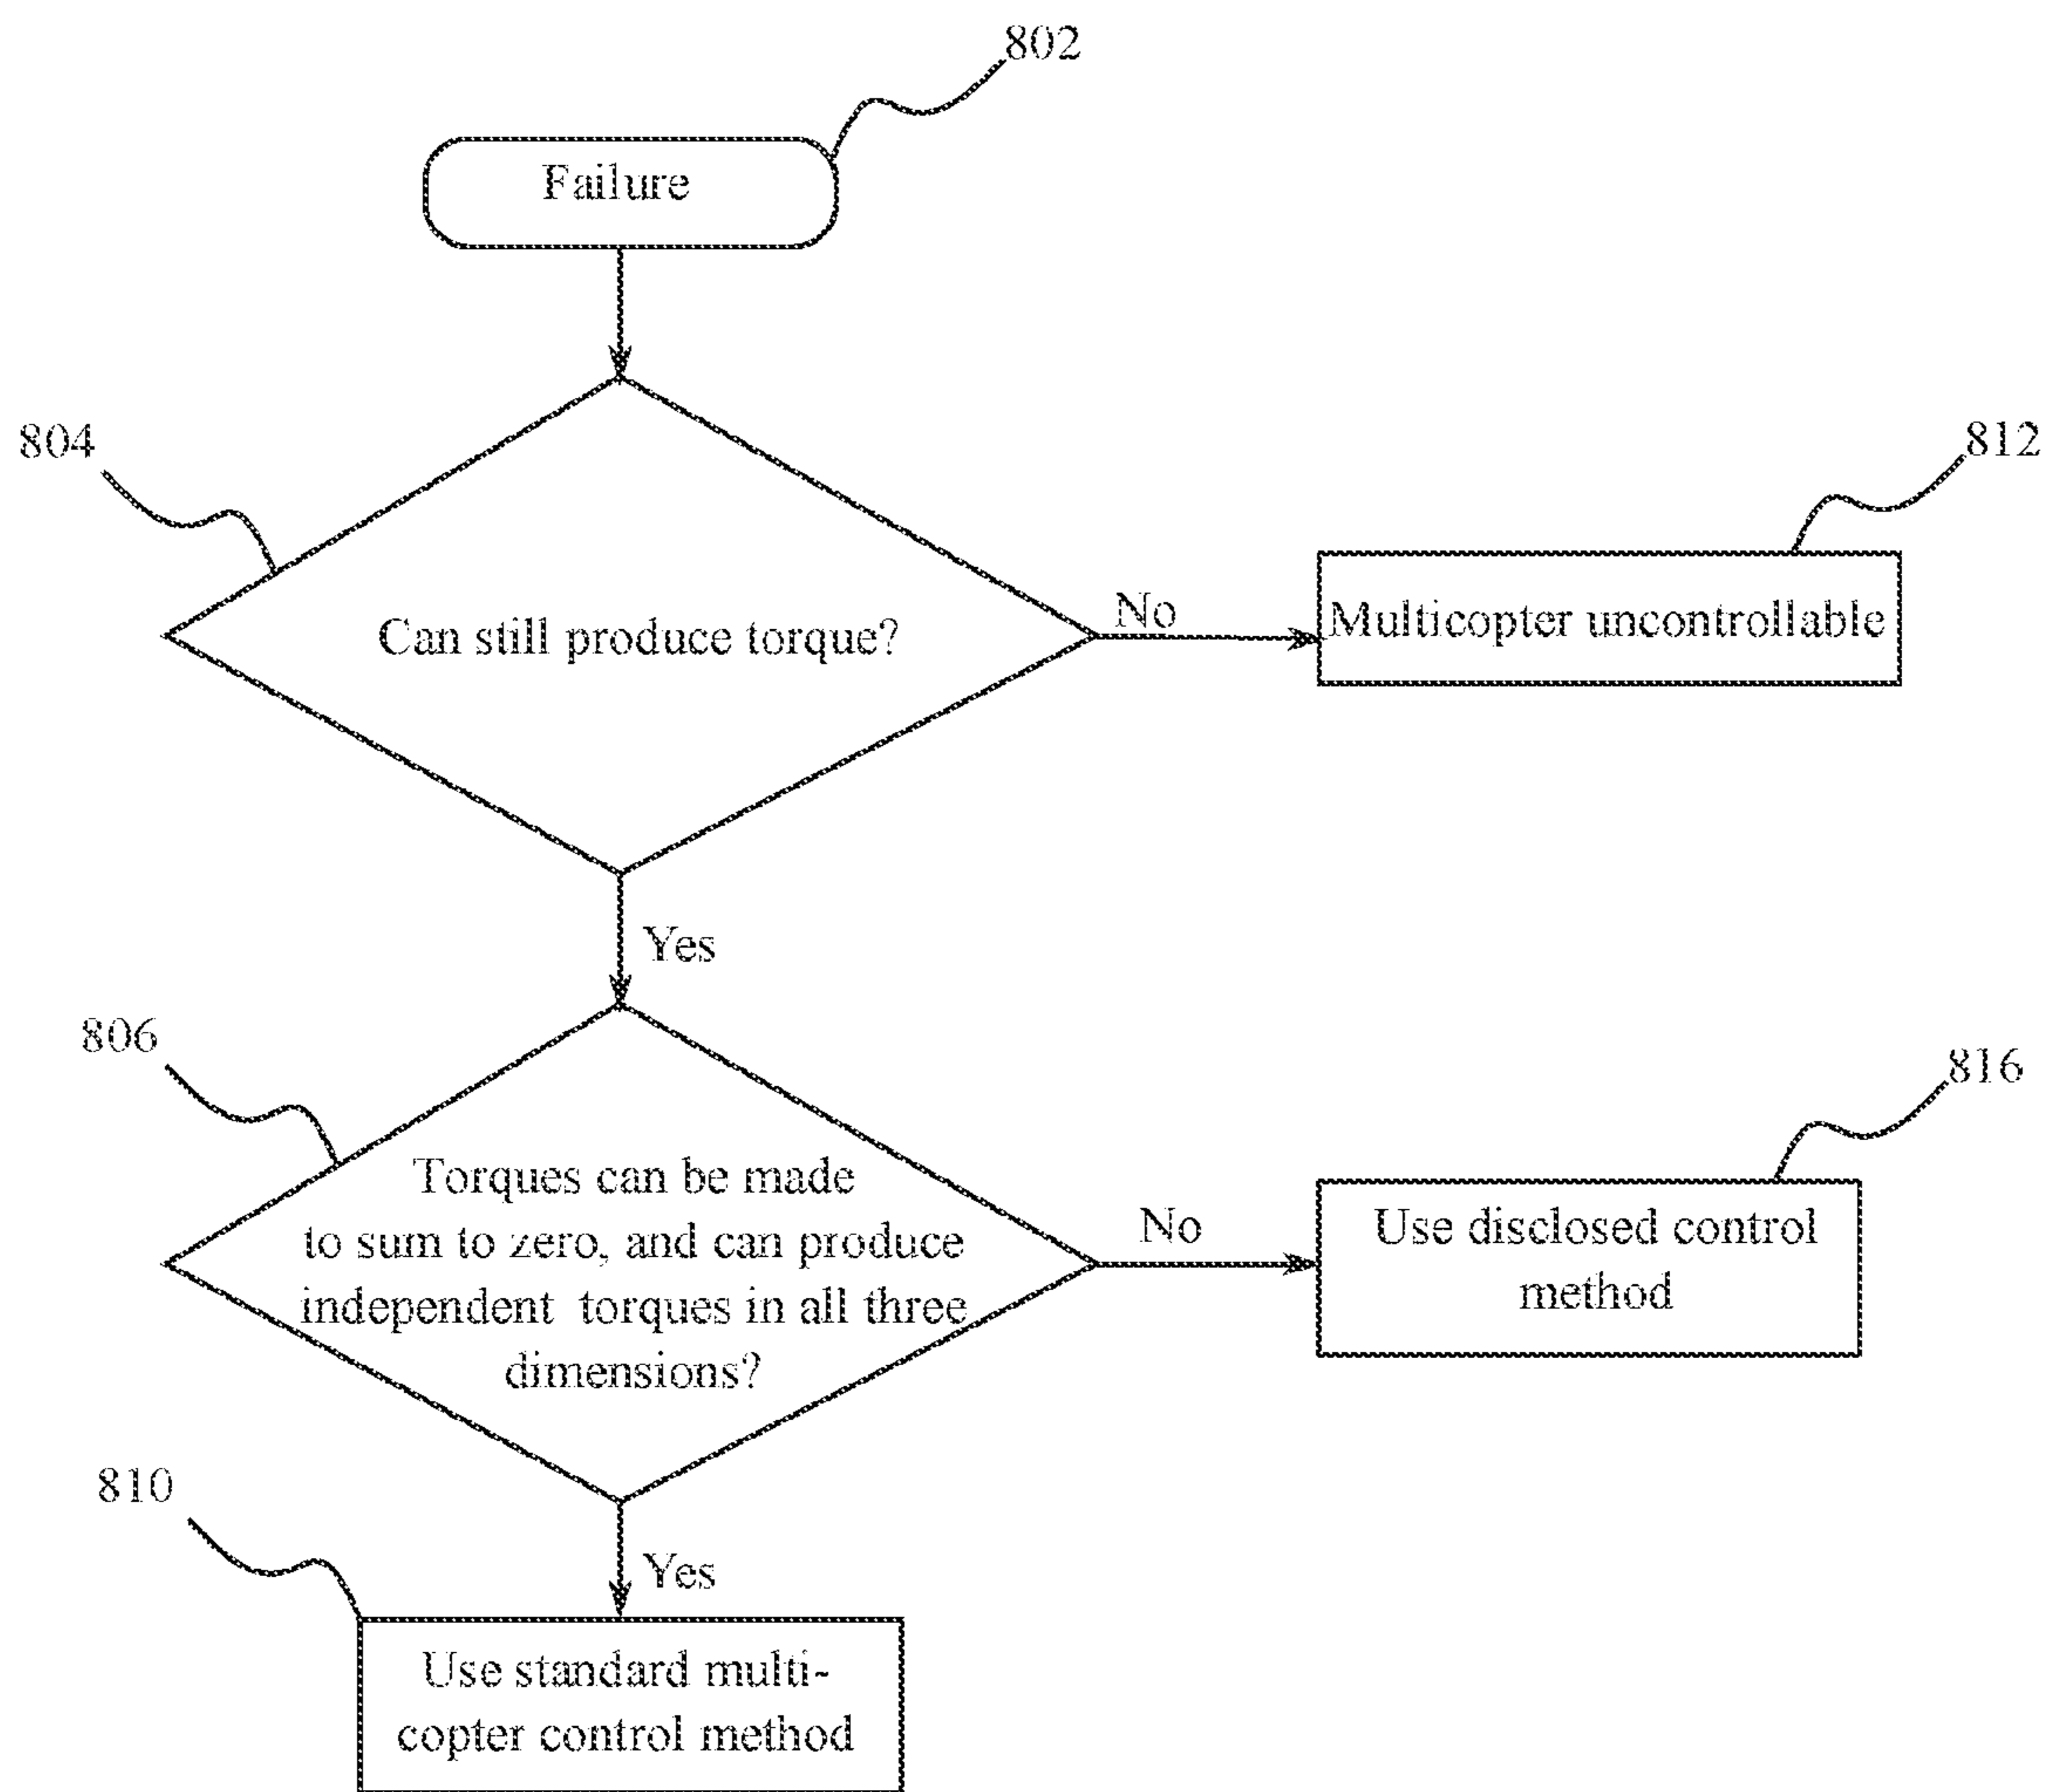 802
Failure
804
812
Can still produce torque?
No
Multicopter uncontrollable
Yes
806
816
Torques can be made
to sum to zero, and can produce
independent torques in all three
dimensions?
No
Use disclosed control
method
810
Yes
Use standard multi-
copter control method